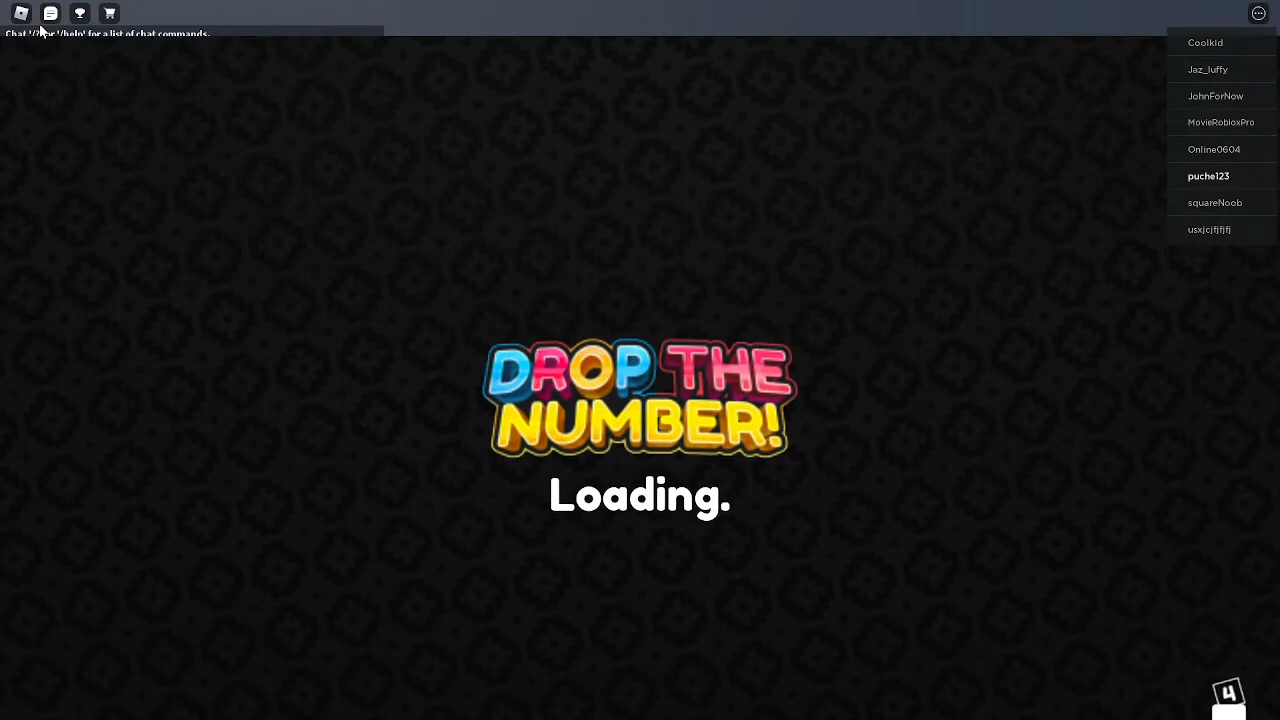 Chat '/?' or '/help' for a list of chat commands.
Coolkid
Jaz_luffy
JohnForNow
MovieRobloxPro
Online0604
puche123
squareNoob
DROP THE
NUMBER!
Loading.
4